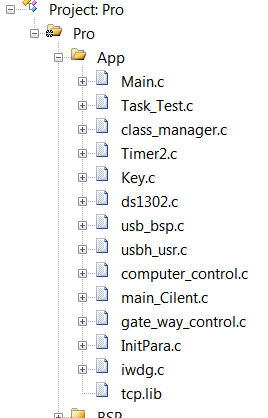 Project: Pro
Pro
App
Main.c
Task_Test.c
class_manager.c
Timer2.c
Key.c
ds1302.c
usb_bsp.c
usbh_usr.c
computer_control.c
main_Cilent.c
gate_way_control.c
InitPara.c
iwdg.c
tcp.lib
BSP